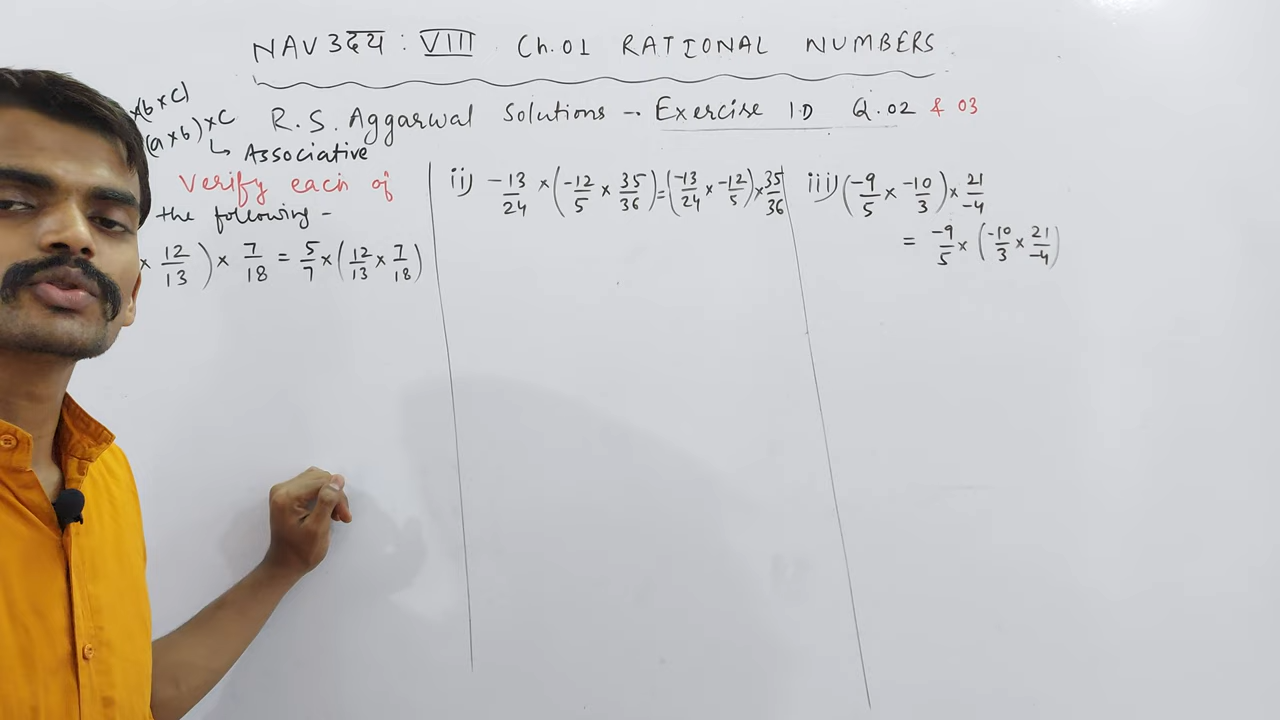 NAV उदय : VIII Ch.01 RATIONAL NUMBERS
R.S. Aggarwal Solutions -- Exercise 1.D Q.02 & 03
×(b×c)
(a×b)×c
↳ Associative
Verify each of
the following -
× 12/13) × 7/18 = 5/7 × (12/13 × 7/18)
ii) -13/24 × (-12/5 × 35/36) = (-13/24 × -12/5) × 35/36
iii) (-9/5 × -10/3) × 21/-4
= -9/5 × (-10/3 × 21/-4)